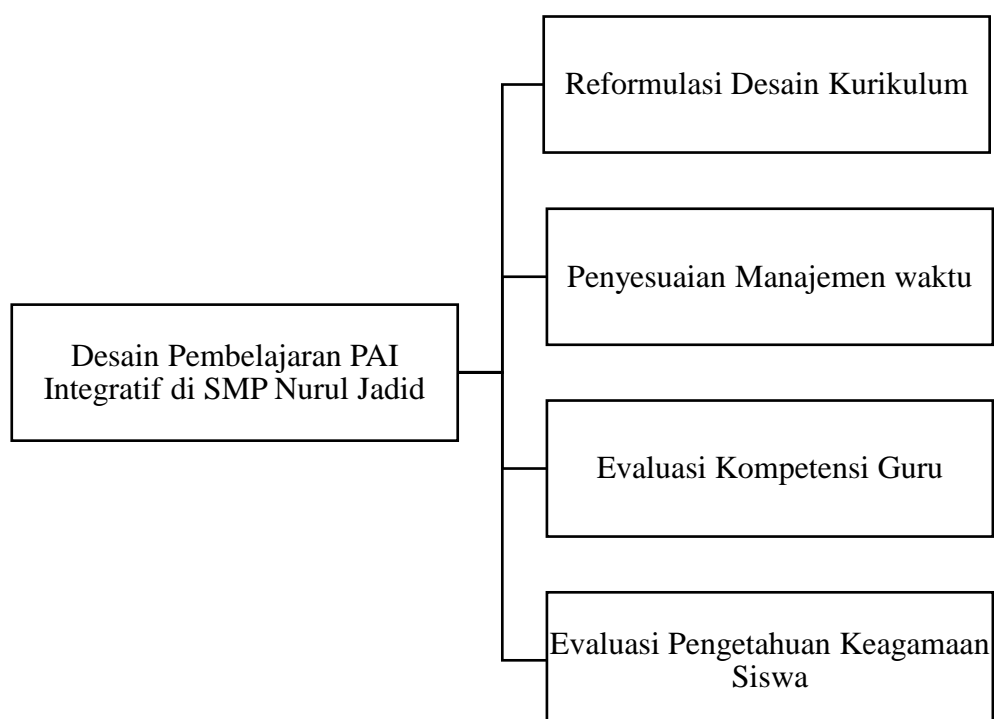 Reformulasi Desain Kurikulum
Penyesuaian Manajemen waktu
Desain Pembelajaran PAI
Integratif di SMP Nurul Jadid
Evaluasi Kompetensi Guru
Evaluasi Pengetahuan Keagamaan
Siswa